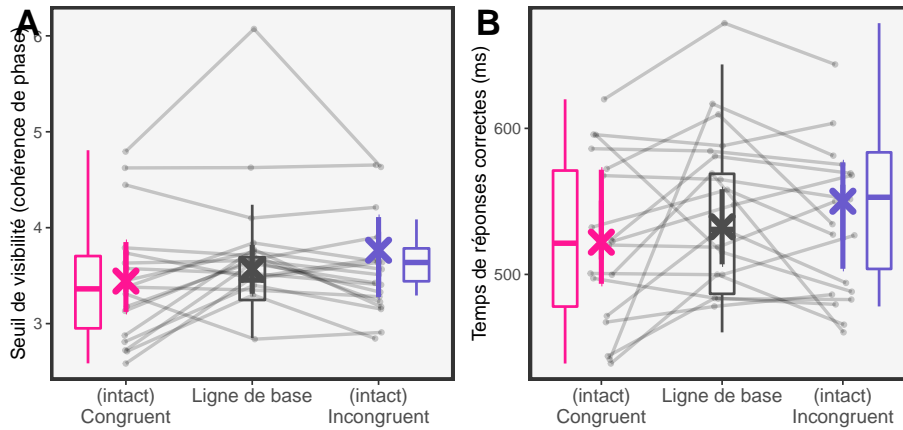 A
Seuil de visibilité (cohérence de phase)
6
5
4
3
(intact)
Congruent
Ligne de base
(intact)
Incongruent
B
Temps de réponses correctes (ms)
600
500
(intact)
Congruent
Ligne de base
(intact)
Incongruent